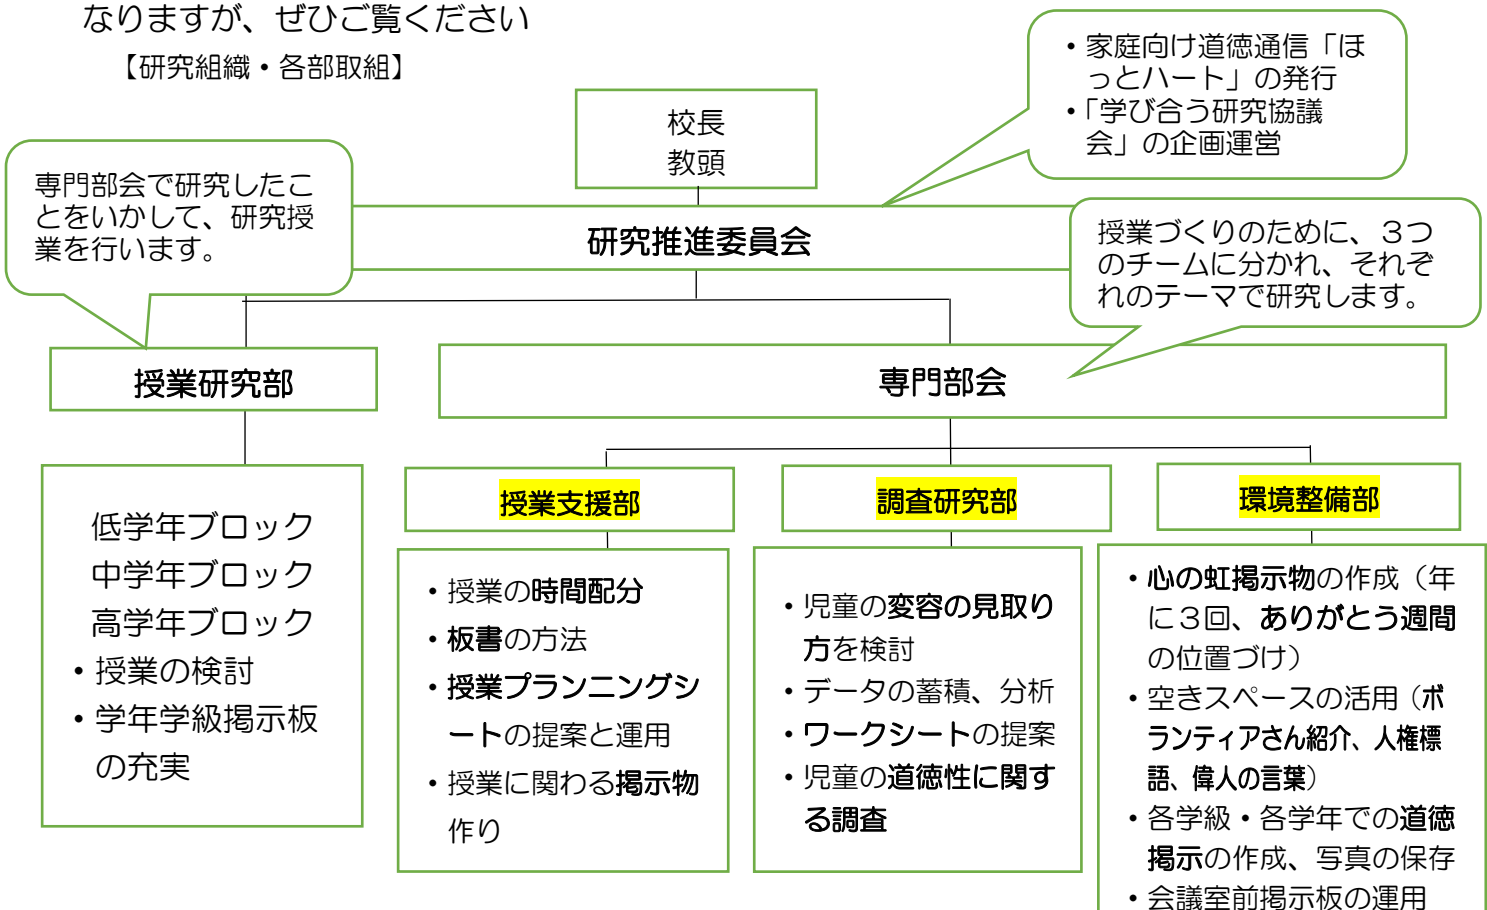 なりますが、ぜひご覧ください
【研究組織・各部取組】
・家庭向け道徳通信「ほ
っとハート」の発行
・「学び合う研究協議
会」の企画運営
校長
教頭
専門部会で研究したこ
とをいかして、研究授
業を行います。
研究推進委員会
授業づくりのために、３つ
のチームに分かれ、それぞ
れのテーマで研究します。
授業研究部
専門部会
低学年ブロック
中学年ブロック
高学年ブロック
・授業の検討
・学年学級掲示板
の充実
授業支援部
・授業の時間配分
・板書の方法
・授業プランニングシ
ートの提案と運用
・授業に関わる掲示物
作り
調査研究部
・児童の変容の見取り
方を検討
・データの蓄積、分析
・ワークシートの提案
・児童の道徳性に関す
る調査
環境整備部
・心の虹掲示物の作成（年
に３回、ありがとう週間
の位置づけ）
・空きスペースの活用（ボ
ランティアさん紹介、人権標
語、偉人の言葉）
・各学級・各学年での道徳
掲示の作成、写真の保存
・会議室前掲示板の運用